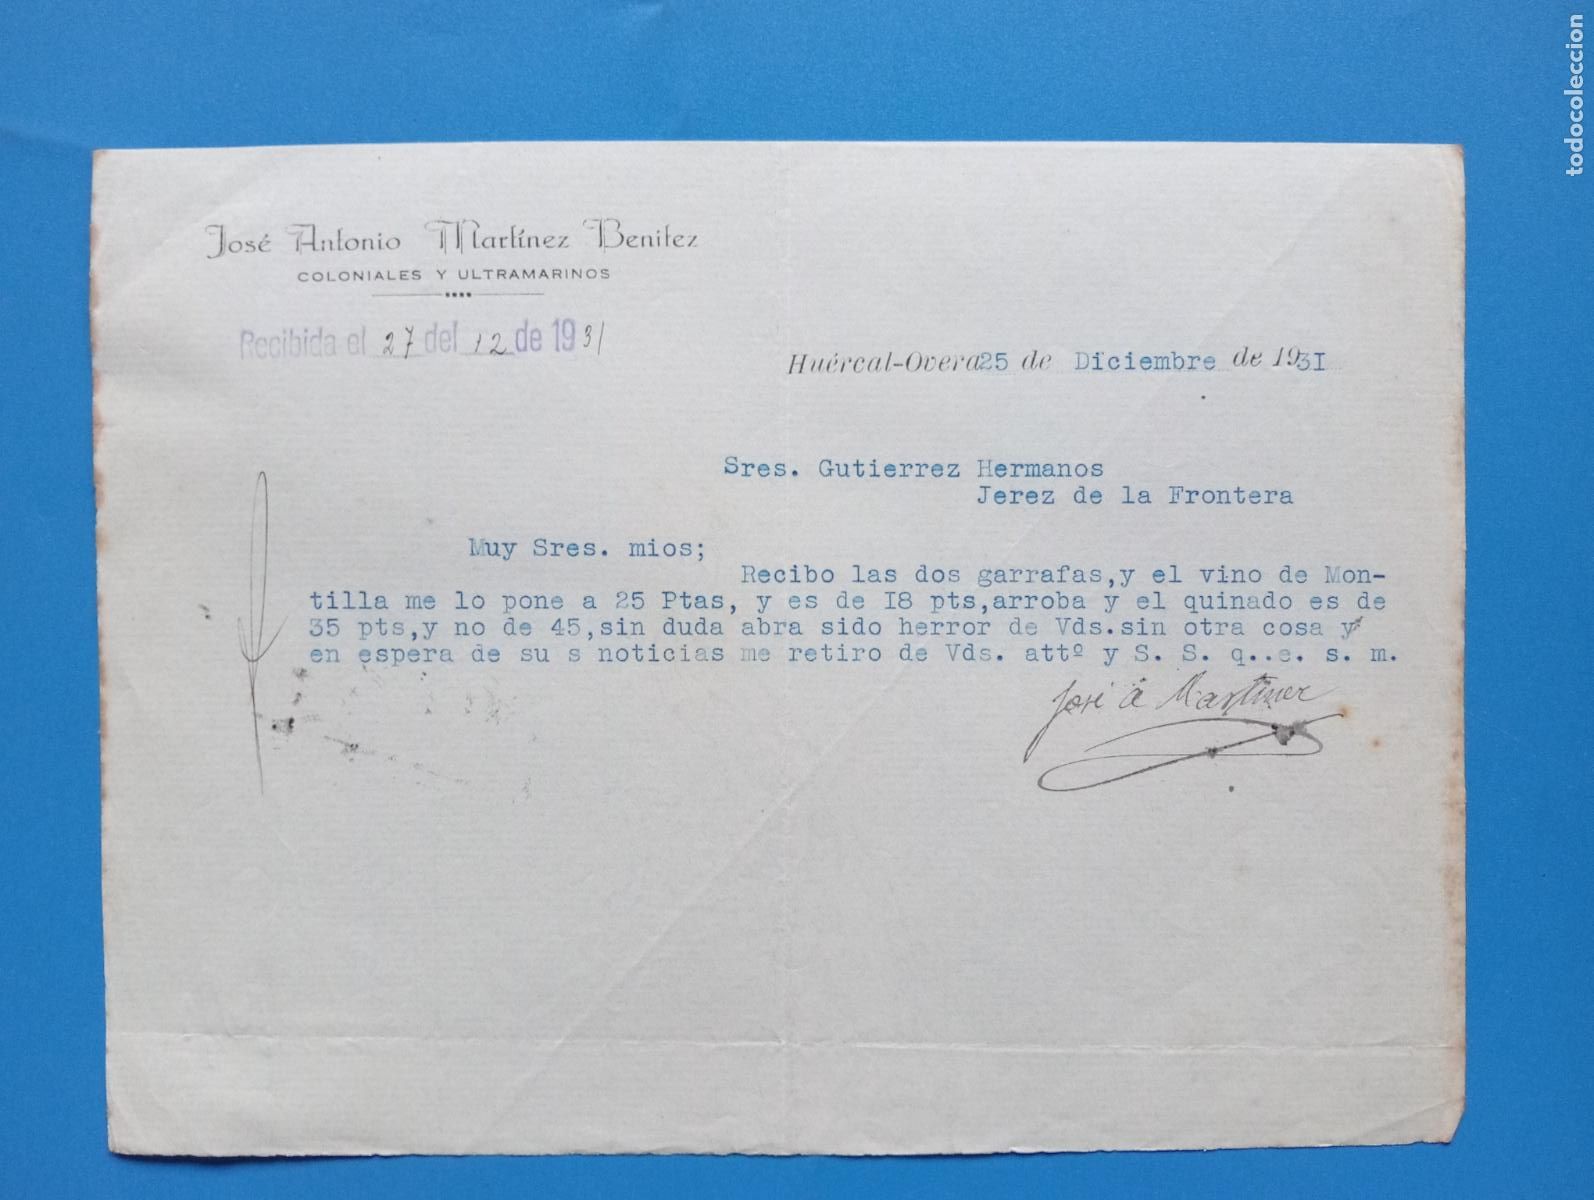 José Antonio Martínez Benitez
COLONIALES Y ULTRAMARINOS
Recibida el 27 del 12 de 1931
Huércal-Overa 25 de Diciembre de 1931
Sres. Gutierrez Hermanos
Jerez de la Frontera
Muy Sres. mios;
Recibo las dos garrafas,y el vino de Mon-
tilla me lo pone a 25 Ptas, y es de I8 pts,arroba y el quinado es de
35 pts,y no de 45,sin duda abra sido herror de Vds.sin otra cosa y
en espera de su s noticias me retiro de Vds. attº y S. S. q..e. s. m.
José A Martinez
todocoleccion